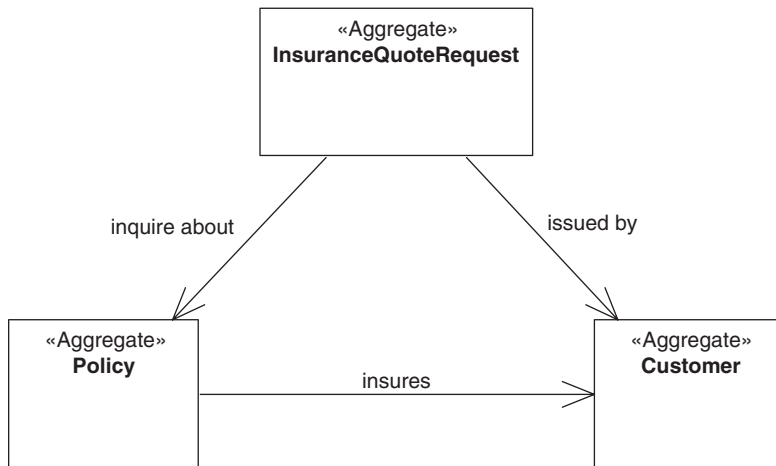 «Aggregate»
InsuranceQuoteRequest
inquire about
issued by
«Aggregate»
Policy
insures
«Aggregate»
Customer